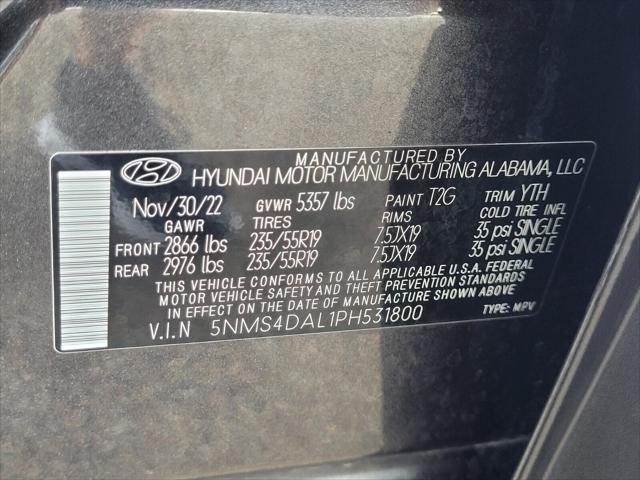 MANUFACTURED BY
HYUNDAI MOTOR MANUFACTURING ALABAMA, LLC
Nov/30/22 GVWR 5357 lbs PAINT T2G TRIM YTH
GAWR TIRES RIMS COLD TIRE INFL
FRONT 2866 lbs 235/55R19 7.5JX19 35 psi SINGLE
REAR 2976 lbs 235/55R19 7.5JX19 35 psi SINGLE
THIS VEHICLE CONFORMS TO ALL APPLICABLE U.S.A. FEDERAL
MOTOR VEHICLE SAFETY AND THEFT PREVENTION STANDARDS
IN EFFECT ON THE DATE OF MANUFACTURE SHOWN ABOVE
V.I.N 5NMS4DAL1PH531800 TYPE: MPV